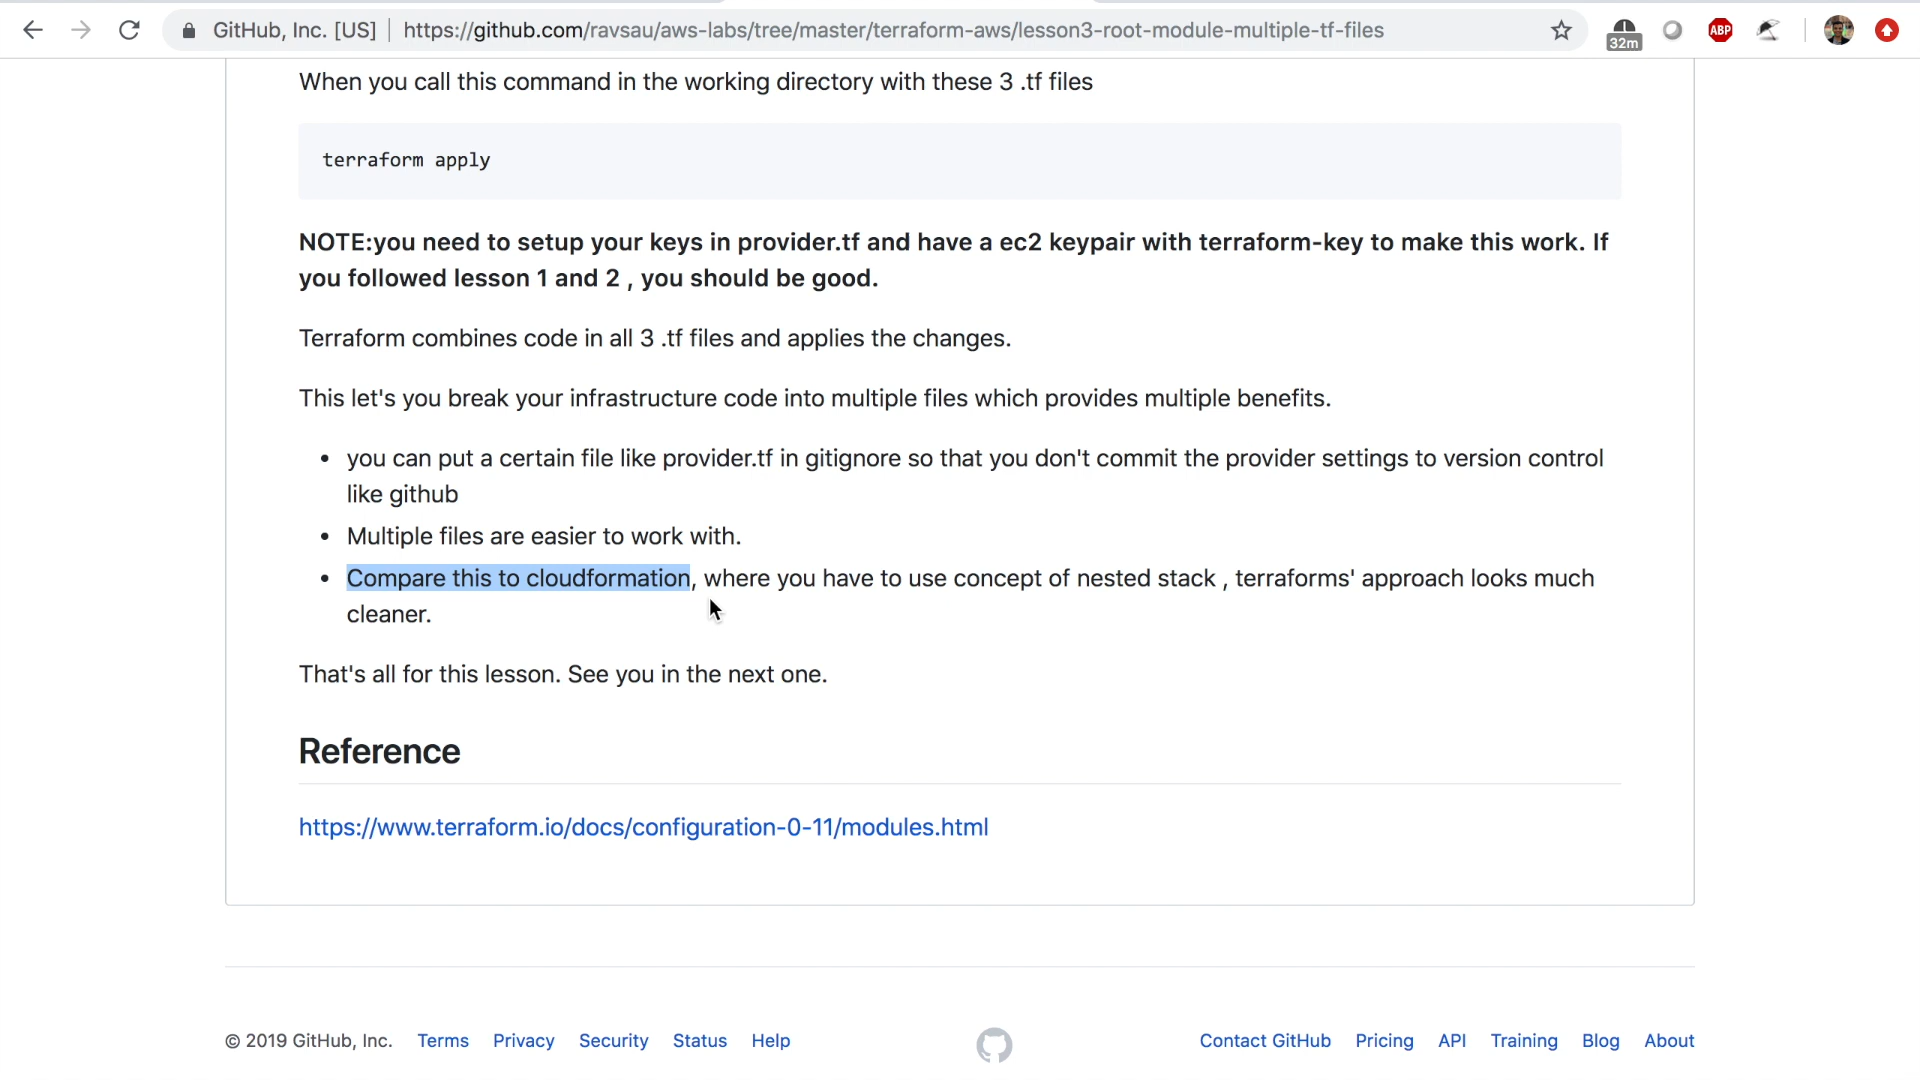 GitHub, Inc. [US] | https://github.com/ravsau/aws-labs/tree/master/terraform-aws/lesson3-root-module-multiple-tf-files
32m
ABP
When you call this command in the working directory with these 3 .tf files
terraform apply
NOTE:you need to setup your keys in provider.tf and have a ec2 keypair with terraform-key to make this work. If
you followed lesson 1 and 2 , you should be good.
Terraform combines code in all 3 .tf files and applies the changes.
This let's you break your infrastructure code into multiple files which provides multiple benefits.
• you can put a certain file like provider.tf in gitignore so that you don't commit the provider settings to version control
like github
• Multiple files are easier to work with.
• Compare this to cloudformation, where you have to use concept of nested stack , terraforms' approach looks much
cleaner.
That's all for this lesson. See you in the next one.
Reference
https://www.terraform.io/docs/configuration-0-11/modules.html
© 2019 GitHub, Inc. Terms Privacy Security Status Help Contact GitHub Pricing API Training Blog About